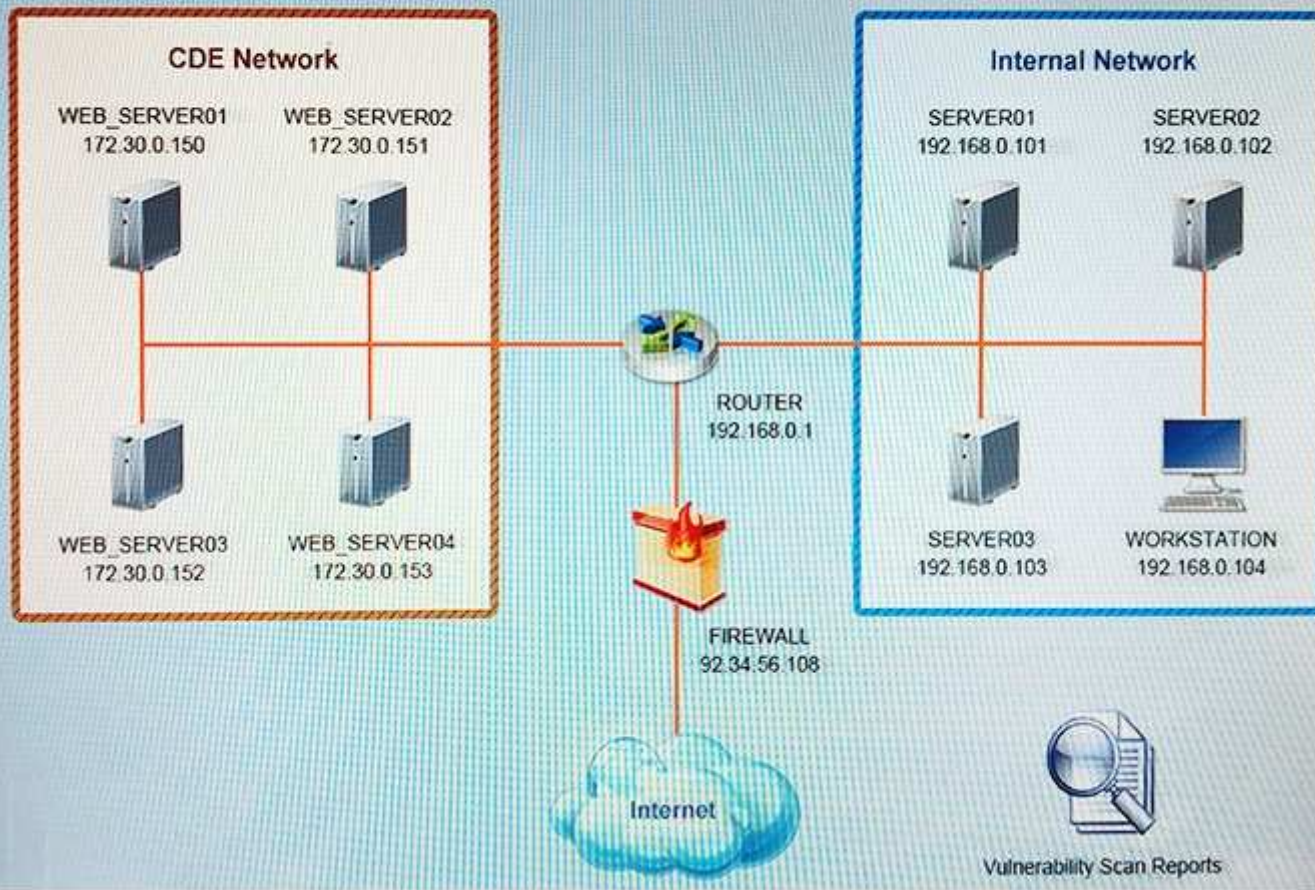 CDE Network
WEB_SERVER01
172.30.0.150
WEB_SERVER02
172.30.0.151
WEB_SERVER03
172.30.0.152
WEB_SERVER04
172.30.0.153
ROUTER
192.168.0.1
FIREWALL
92.34.56.108
Internet
Internal Network
SERVER01
192.168.0.101
SERVER02
192.168.0.102
SERVER03
192.168.0.103
WORKSTATION
192.168.0.104
Vulnerability Scan Reports